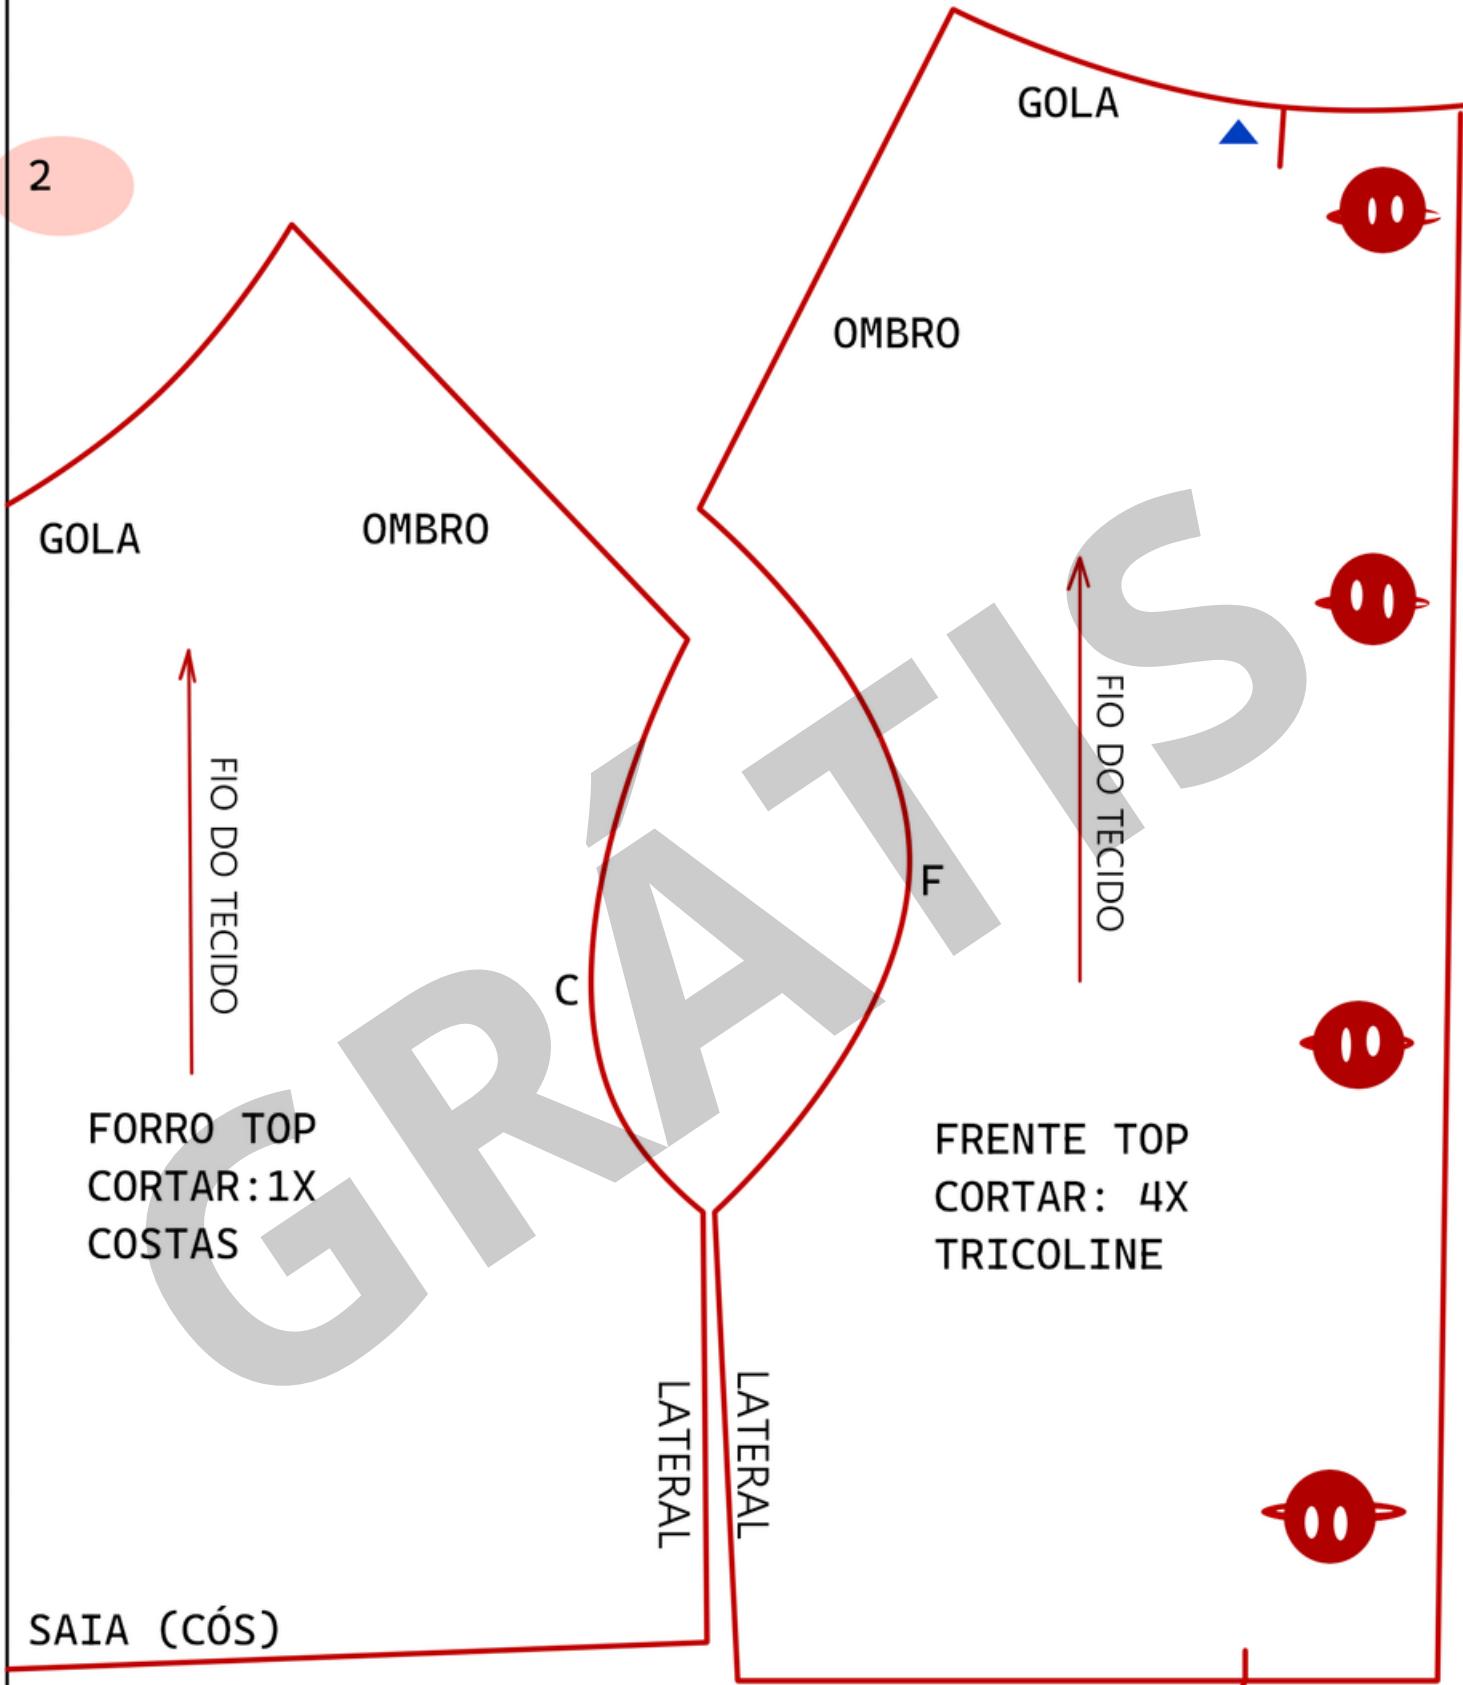 2
GOLA
OMBRO
FIO DO TECIDO
C
FORRO TOP
CORTAR:1X
COSTAS
LATERAL
SAIA (CÓS)
GOLA
OMBRO
FIO DO TECIDO
F
FRENTE TOP
CORTAR: 4X
TRICOLINE
LATERAL
GRÁTIS